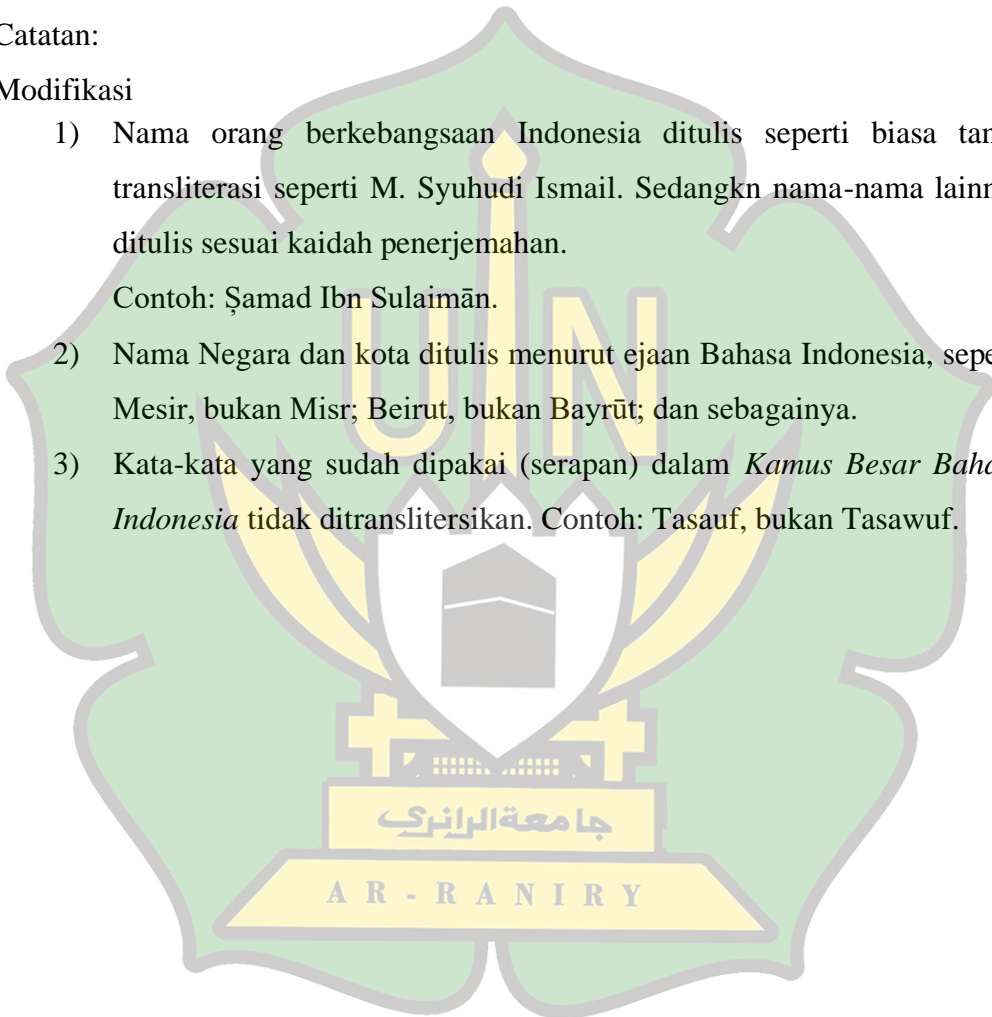 Catatan:
Modifikasi
1) Nama orang berkebangsaan Indonesia ditulis seperti biasa tan
transliterasi seperti M. Syuhudi Ismail. Sedangkn nama-nama lainn
ditulis sesuai kaidah penerjemahan.
Contoh: Ṣamad Ibn Sulaimān.
2) Nama Negara dan kota ditulis menurut ejaan Bahasa Indonesia, sepe
Mesir, bukan Misr; Beirut, bukan Bayrūt; dan sebagainya.
3) Kata-kata yang sudah dipakai (serapan) dalam Kamus Besar Baha
Indonesia tidak ditranslitersikan. Contoh: Tasauf, bukan Tasawuf.
UIN
جامعة الرانري
AR-RANIRY